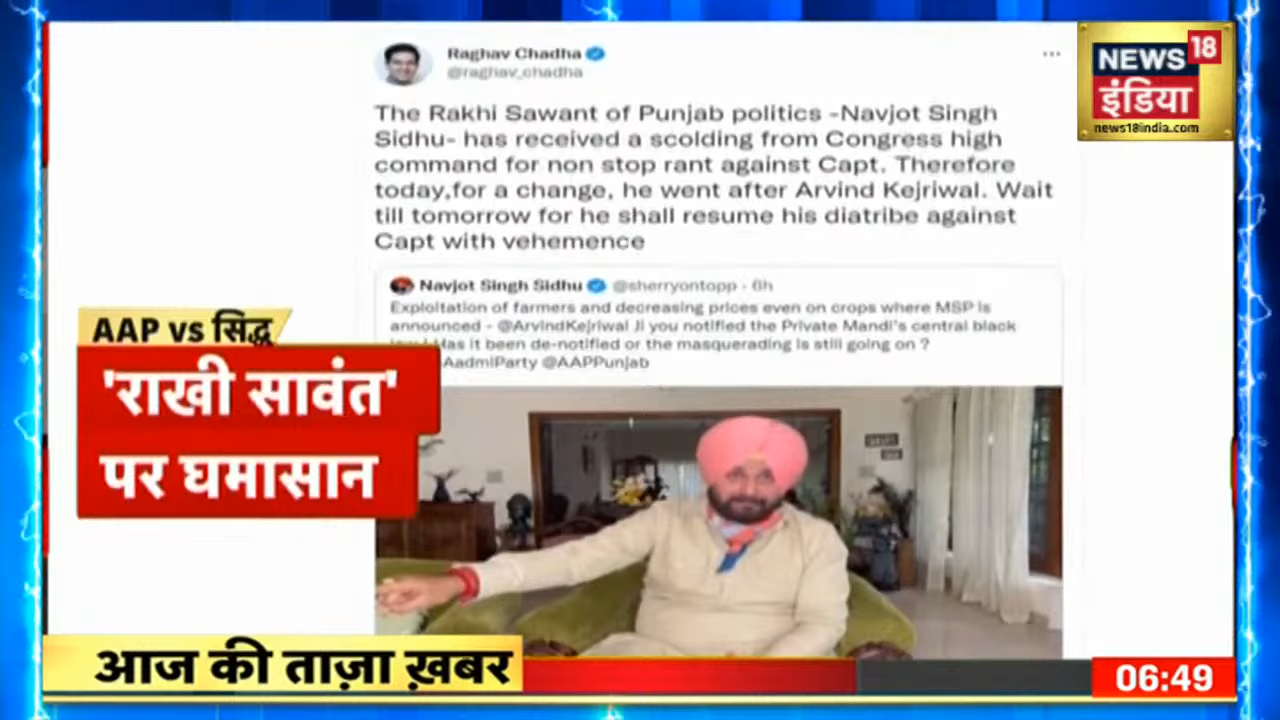 Raghav Chadha
@raghav_chadha
The Rakhi Sawant of Punjab politics -Navjot Singh
Sidhu- has received a scolding from Congress high
command for non stop rant against Capt. Therefore
today,for a change, he went after Arvind Kejriwal. Wait
till tomorrow for he shall resume his diatribe against
Capt with vehemence
Navjot Singh Sidhu @sherryontopp · 6h
Exploitation of farmers and decreasing prices even on crops where MSP is
announced - @ArvindKejriwal Ji you notified the Private Mandi's central black
Has it been de-notified or the masquerading is still going on ?
AadmiParty @AAPPunjab
NEWS 18
इंडिया
news18india.com
AAP vs सिद्धू
'राखी सावंत'
पर घमासान
आज की ताज़ा ख़बर
06:49